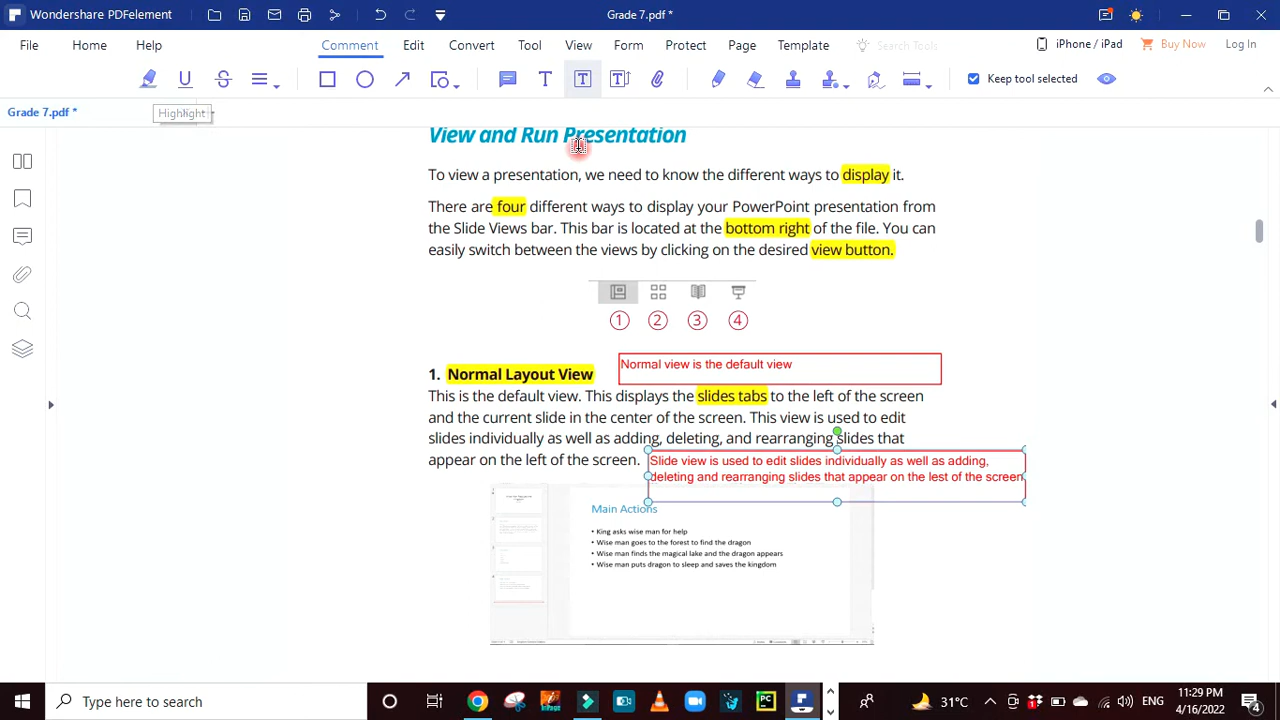 Wondershare PDFelement
Grade 7.pdf *
File Home Help Comment Edit Convert Tool View Form Protect Page Template Search Tools iPhone / iPad Buy Now Log In
Keep tool selected
Grade 7.pdf *
Highlight
View and Run Presentation
To view a presentation, we need to know the different ways to display it.
There are four different ways to display your PowerPoint presentation from
the Slide Views bar. This bar is located at the bottom right of the file. You can
easily switch between the views by clicking on the desired view button.
1 2 3 4
Normal view is the default view
1. Normal Layout View
This is the default view. This displays the slides tabs to the left of the screen
and the current slide in the center of the screen. This view is used to edit
slides individually as well as adding, deleting, and rearranging slides that
appear on the left of the screen.
Slide view is used to edit slides individually as well as adding,
deleting and rearranging slides that appear on the lest of the screen
Main Actions
• King asks wise man for help
• Wise man goes to the forest to find the dragon
• Wise man finds the magical lake and the dragon appears
• Wise man puts dragon to sleep and saves the kingdom
Type here to search
31°C
ENG
11:29 PM
4/16/2022
4